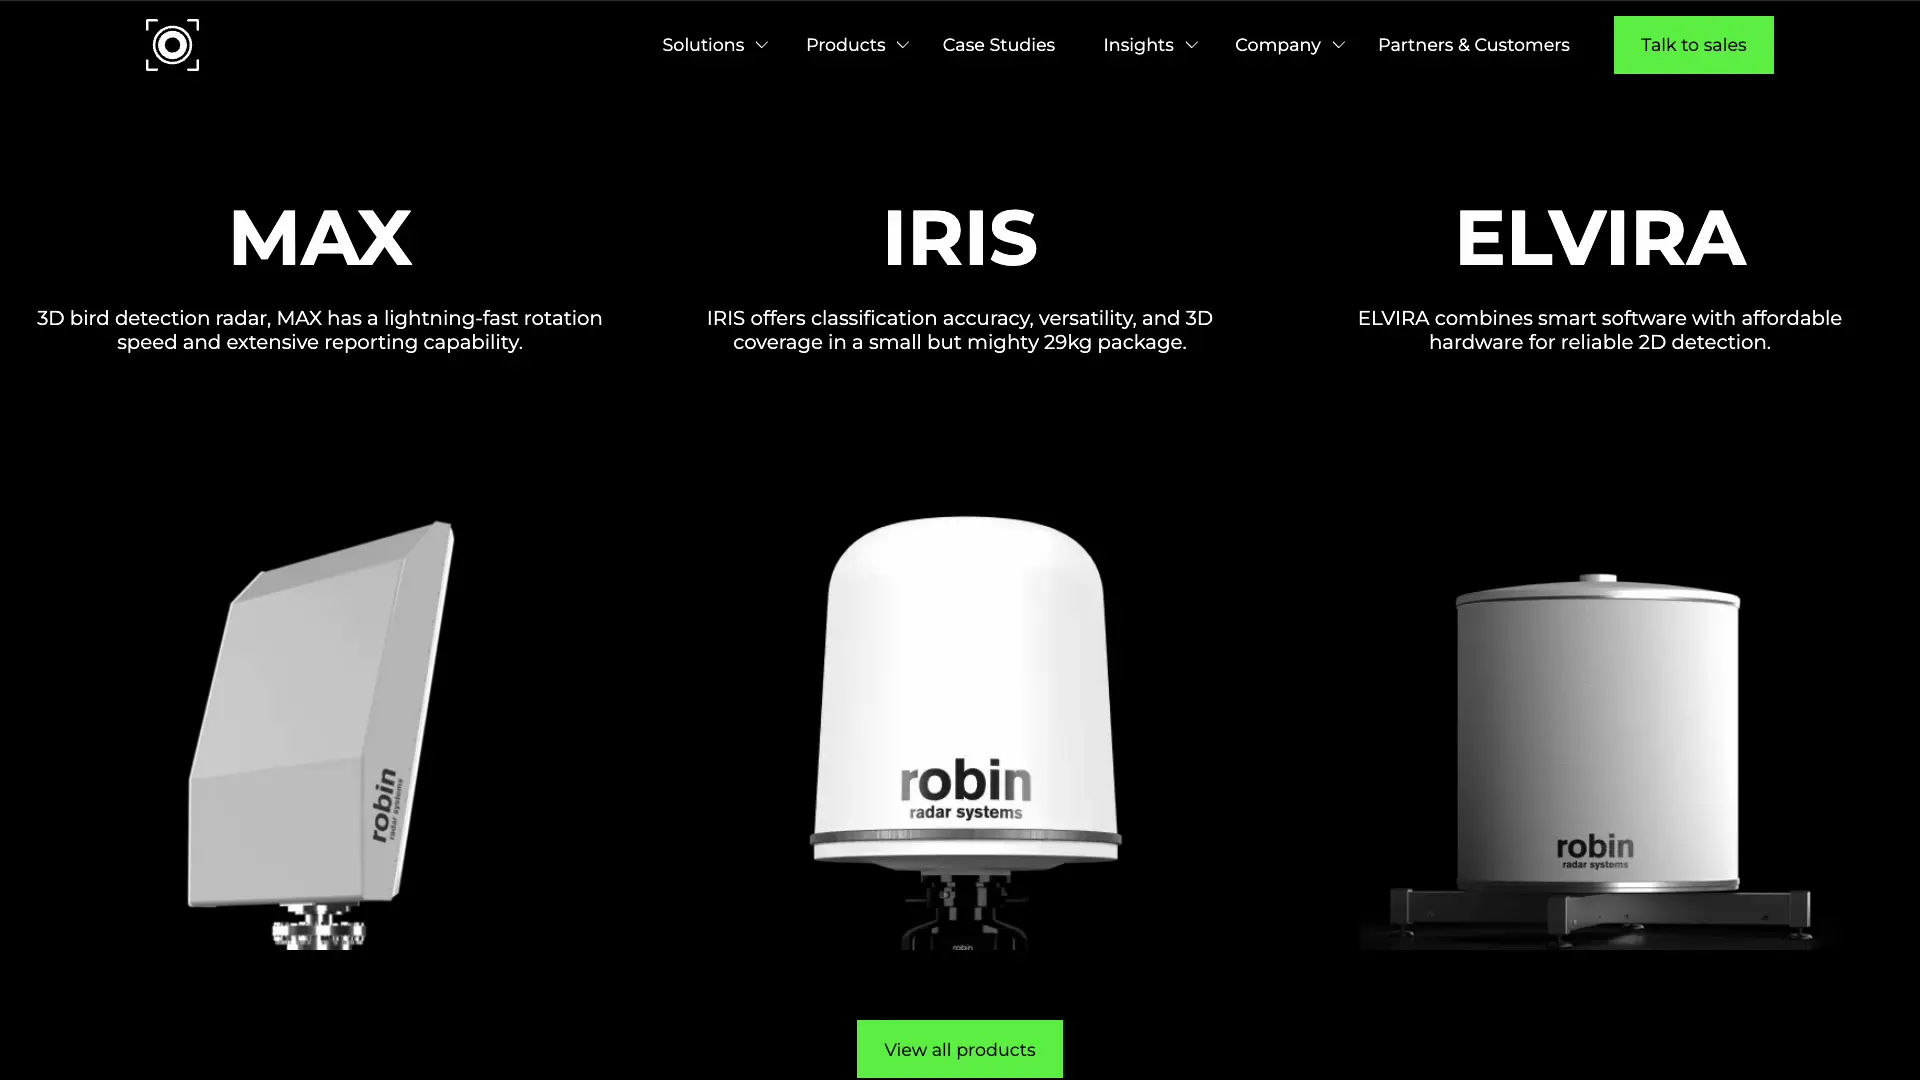 Solutions
Products
Case Studies
Insights
Company
Partners & Customers
Talk to sales
MAX
3D bird detection radar, MAX has a lightning-fast rotation
speed and extensive reporting capability.
IRIS
IRIS offers classification accuracy, versatility, and 3D
coverage in a small but mighty 29kg package.
ELVIRA
ELVIRA combines smart software with affordable
hardware for reliable 2D detection.
robin
radar systems
robin
radar systems
robin
robin
radar systems
View all products